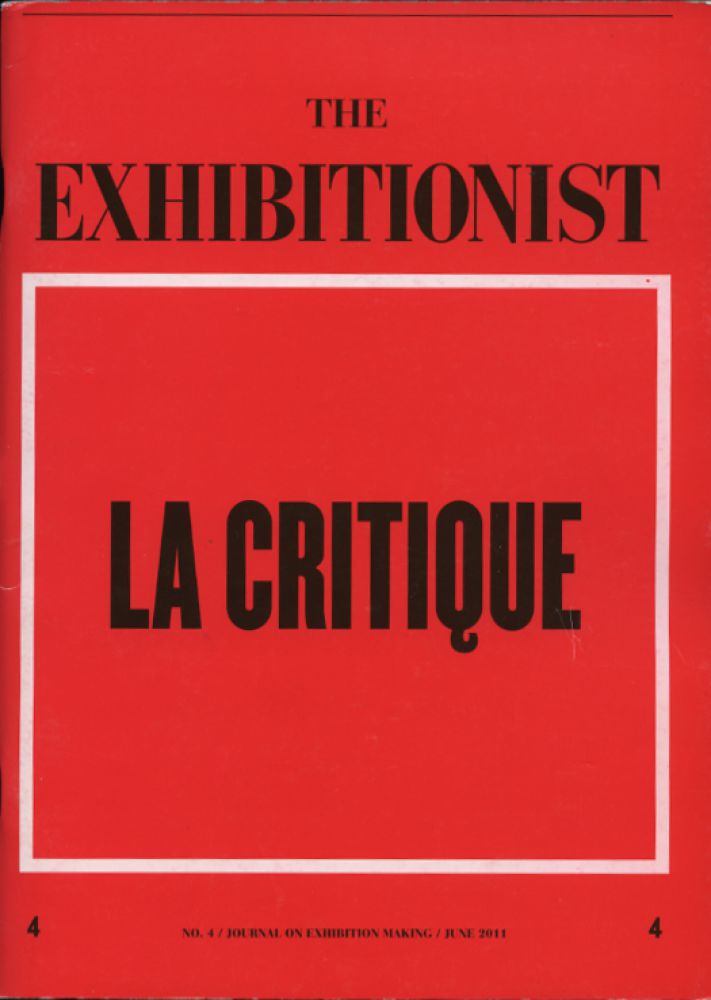 THE
EXHIBITIONIST
LA CRITIQUE
4 NO. 4 / JOURNAL ON EXHIBITION MAKING / JUNE 2011 4